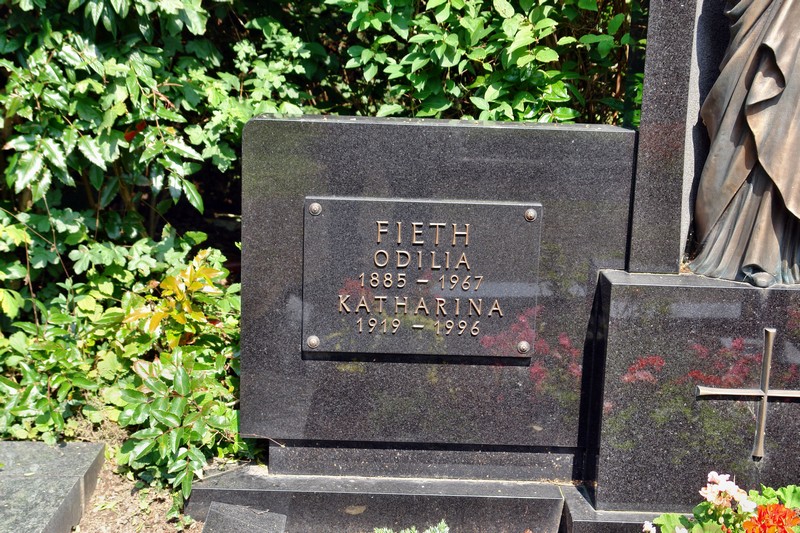 FIETH
ODILIA
1885 – 1967
KATHARINA
1919 – 1996